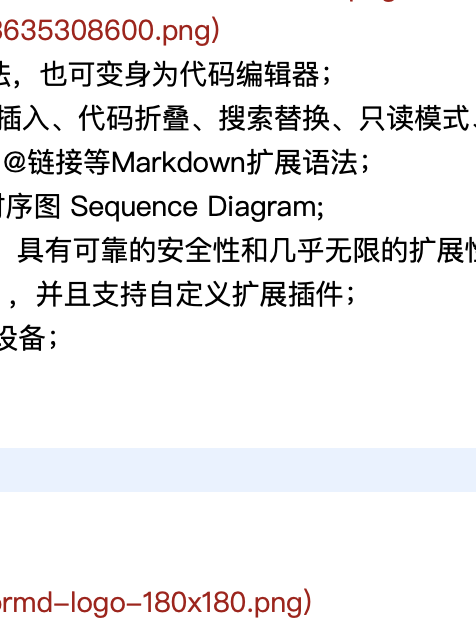 3635308600.png)
法，也可变身为代码编辑器；
插入、代码折叠、搜索替换、只读模式、
@链接等Markdown扩展语法；
时序图 Sequence Diagram;
具有可靠的安全性和几乎无限的扩展性
，并且支持自定义扩展插件；
设备；
ormd-logo-180x180.png)